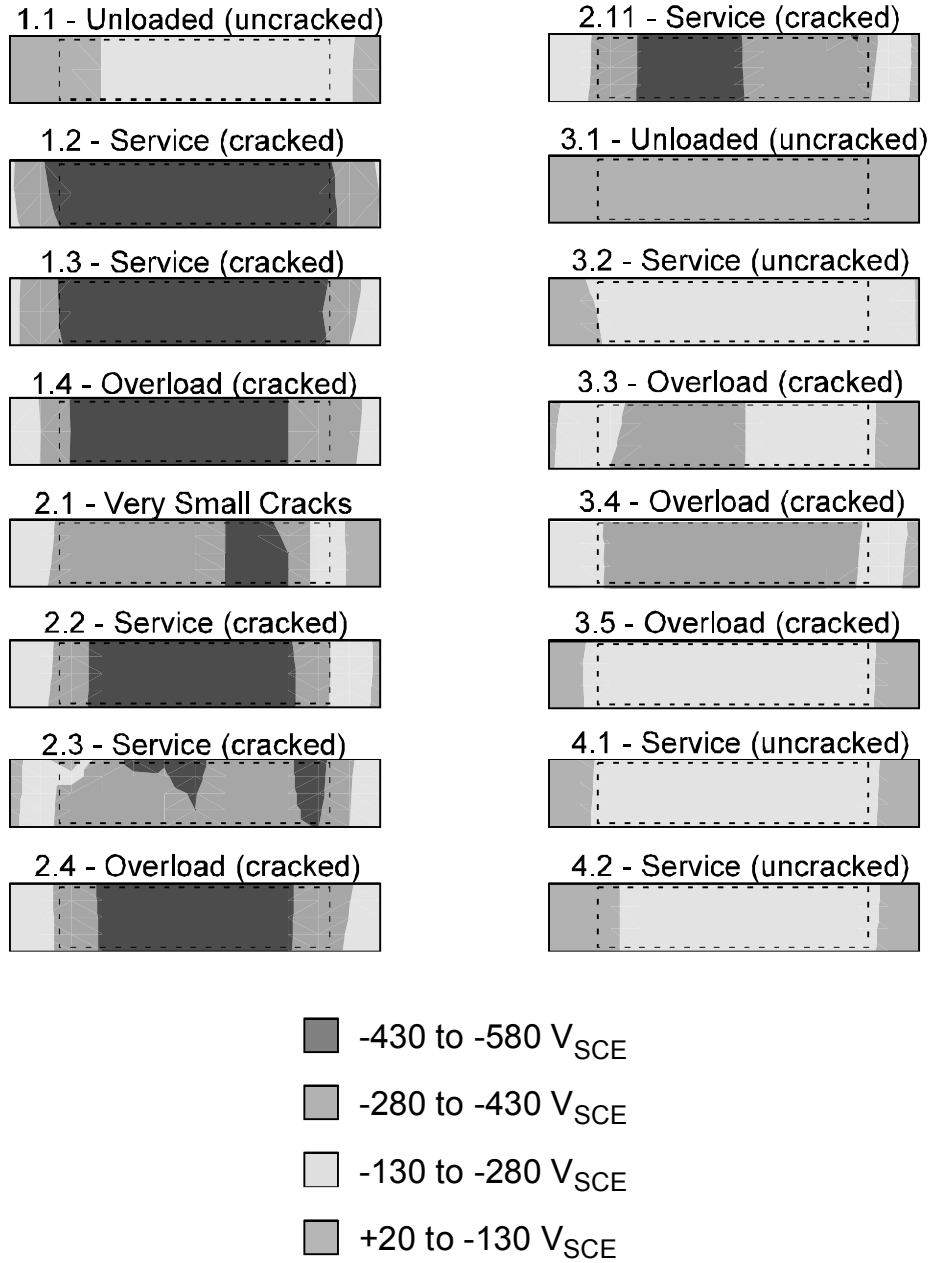 1.1 - Unloaded (uncracked)
1.2 - Service (cracked)
1.3 - Service (cracked)
1.4 - Overload (cracked)
2.1 - Very Small Cracks
2.2 - Service (cracked)
2.3 - Service (cracked)
2.4 - Overload (cracked)
2.11 - Service (cracked)
3.1 - Unloaded (uncracked)
3.2 - Service (uncracked)
3.3 - Overload (cracked)
3.4 - Overload (cracked)
3.5 - Overload (cracked)
4.1 - Service (uncracked)
4.2 - Service (uncracked)
-430 to -580 VSCE
-280 to -430 VSCE
-130 to -280 VSCE
+20 to -130 VSCE